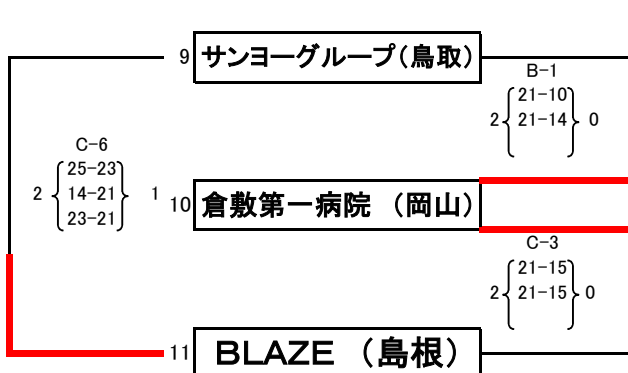 9 サンヨーグループ(鳥取)
B-1
21-10
2 21-14 0
C-6
25-23
2 14-21 1
23-21
10 倉敷第一病院 (岡山)
C-3
21-15
2 21-15 0
11 BLAZE (島根)